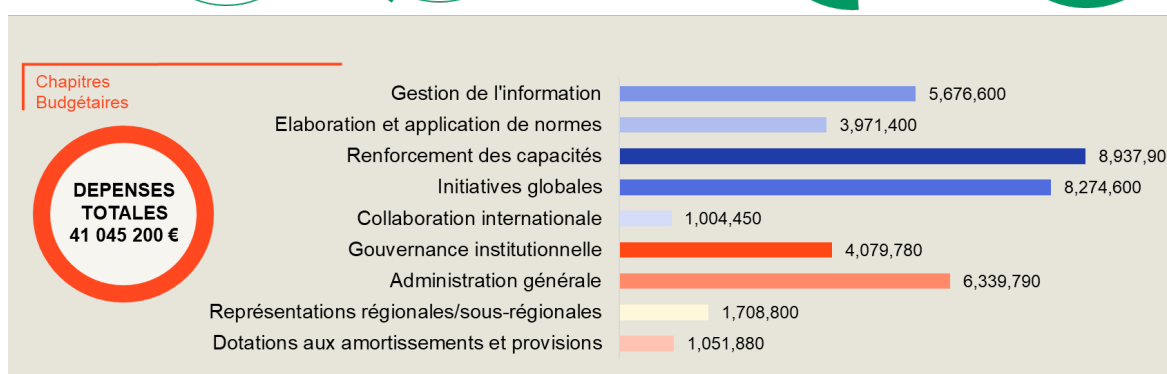 Chapitres
Budgétaires
DEPENSES
TOTALES
41 045 200 €
Gestion de l'information 5,676,600
Elaboration et application de normes 3,971,400
Renforcement des capacités 8,937,90
Initiatives globales 8,274,600
Collaboration internationale 1,004,450
Gouvernance institutionnelle 4,079,780
Administration générale 6,339,790
Représentations régionales/sous-régionales 1,708,800
Dotations aux amortissements et provisions 1,051,880